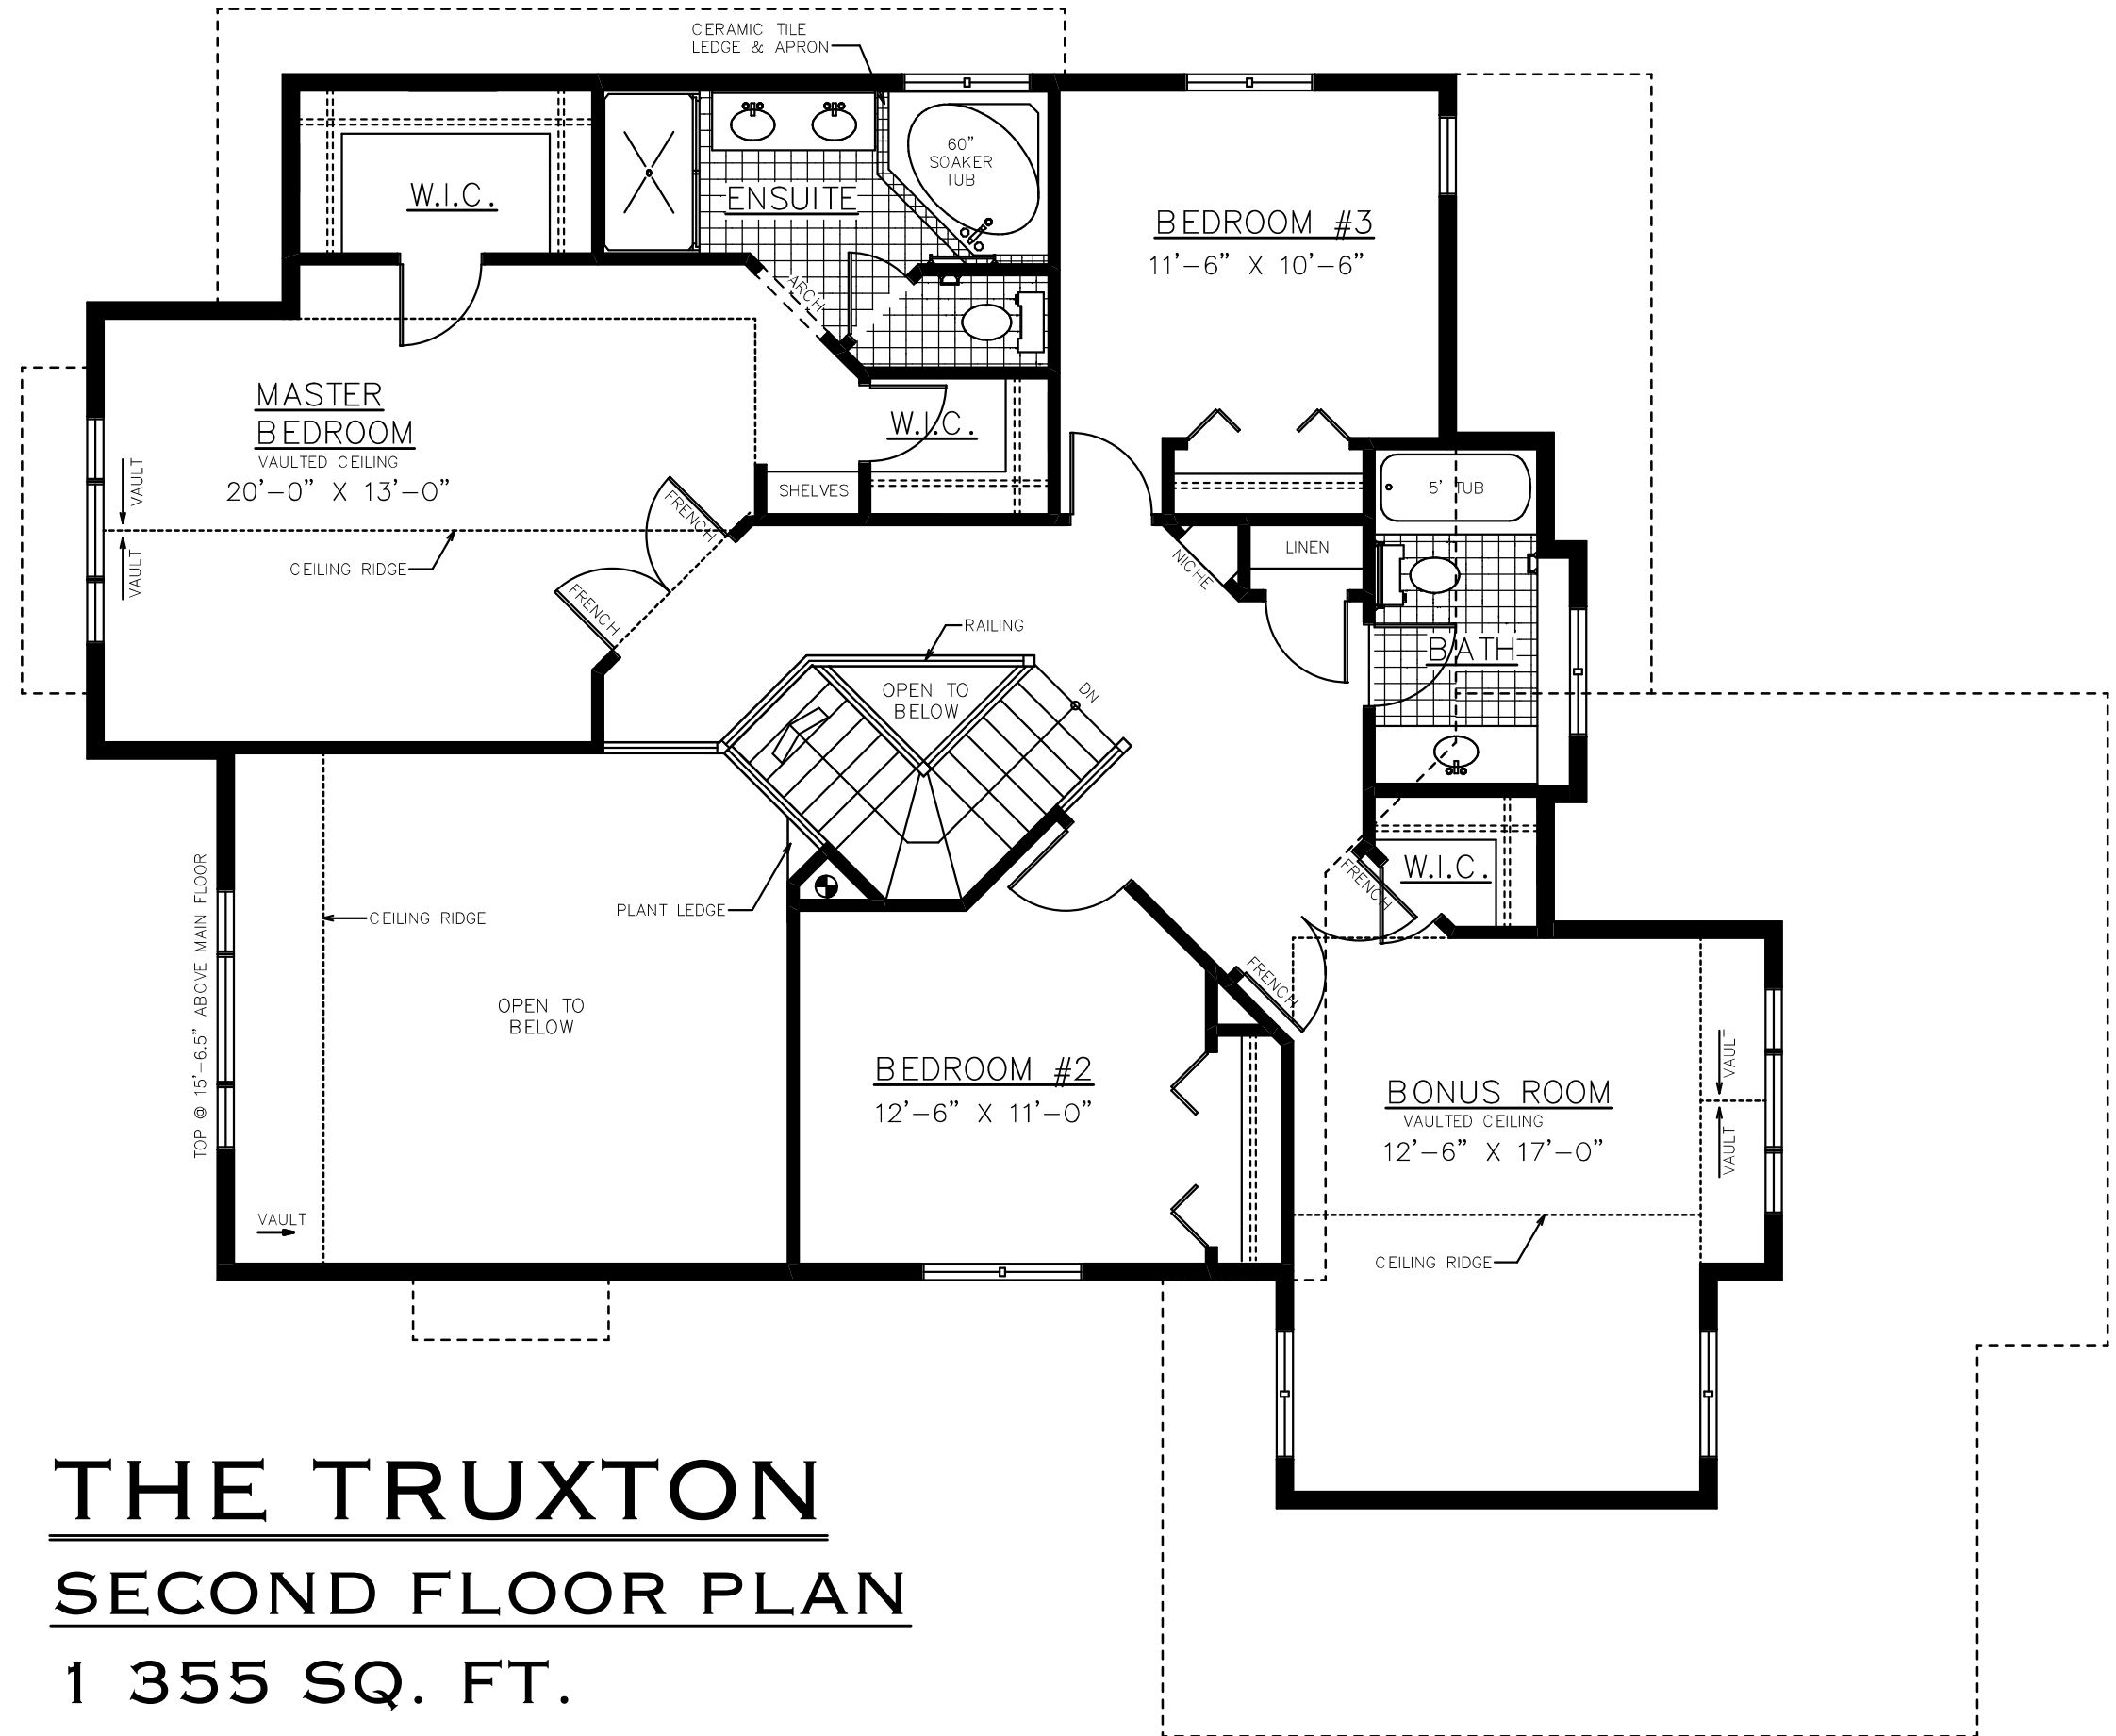 CERAMIC TILE
LEDGE & APRON
W.I.C.
ENSUITE
60”
SOAKER
TUB
BEDROOM #3
11’-6” X 10’-6”
ARCH
MASTER
BEDROOM
VAULTED CEILING
20’-0” X 13’-0”
VAULT
VAULT
CEILING RIDGE
W.I.C.
SHELVES
FRENCH
FRENCH
5’ TUB
LINEN
NICHE
BATH
RAILING
OPEN TO
BELOW
DN
W.I.C.
FRENCH
FRENCH
TOP @ 15’-6.5” ABOVE MAIN FLOOR
CEILING RIDGE
PLANT LEDGE
OPEN TO
BELOW
VAULT
BEDROOM #2
12’-6” X 11’-0”
BONUS ROOM
VAULTED CEILING
12’-6” X 17’-0”
VAULT
VAULT
CEILING RIDGE
THE TRUXTON
SECOND FLOOR PLAN
1 355 SQ. FT.